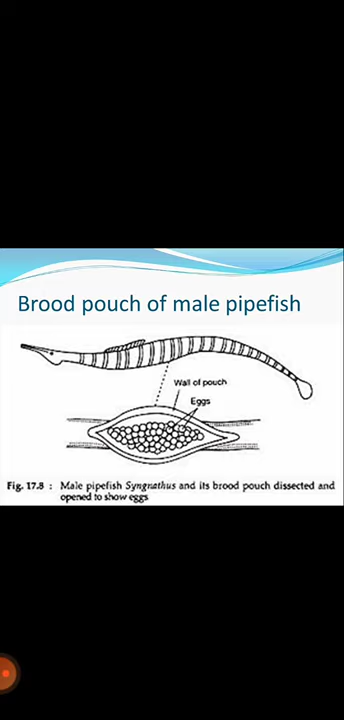 Brood pouch of male pipefish
Wall of pouch
Eggs
Fig. 17.8 : Male pipefish Syngnathus and its brood pouch dissected and
opened to show eggs